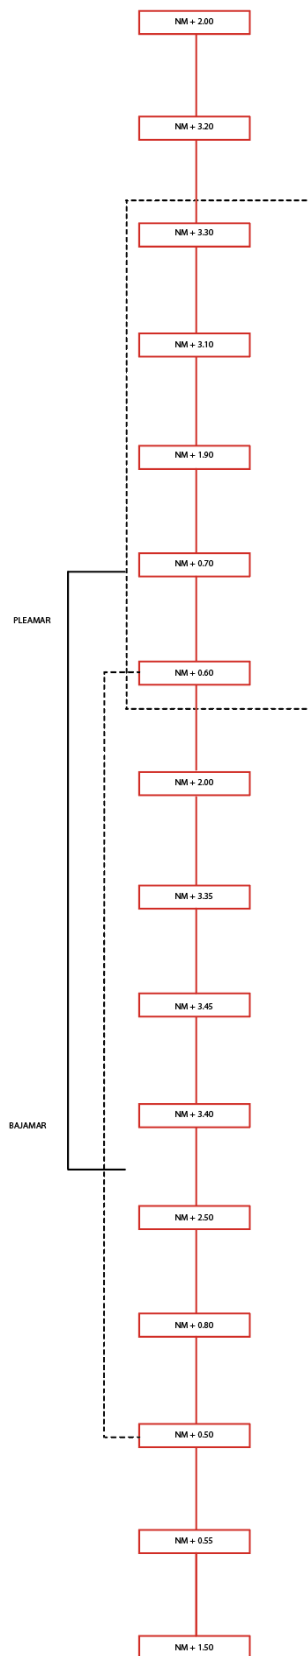 NM + 2.00
NM + 3.20
NM + 3.30
NM + 3.10
NM + 1.90
NM + 0.70
PLEAMAR
NM + 0.60
NM + 2.00
NM + 3.35
NM + 3.45
NM + 3.40
BAJAMAR
NM + 2.50
NM + 0.80
NM + 0.50
NM + 0.55
NM + 1.50